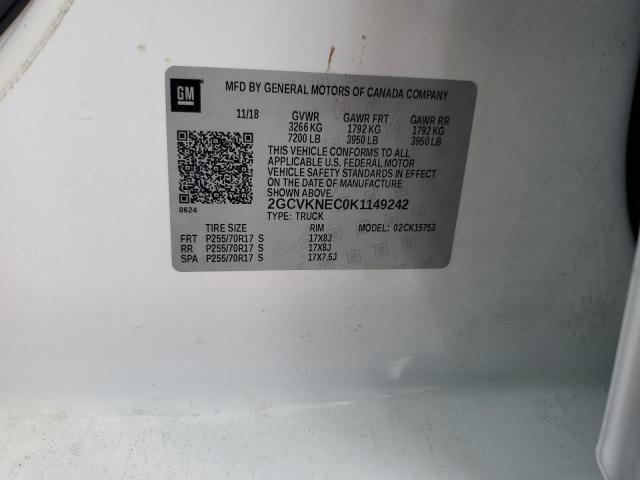 GM
MFD BY GENERAL MOTORS OF CANADA COMPANY
11/18 GVWR GAWR FRT GAWR RR
3266 KG 1792 KG 1792 KG
7200 LB 3950 LB 3950 LB
THIS VEHICLE CONFORMS TO ALL
APPLICABLE U.S. FEDERAL MOTOR
VEHICLE SAFETY STANDARDS IN EFFECT
ON THE DATE OF MANUFACTURE
SHOWN ABOVE.
2GCVKNEC0K1149242
8624 TYPE: TRUCK
TIRE SIZE RIM MODEL: 02CK15753
FRT P255/70R17 S 17X8J
RR P255/70R17 S 17X8J
SPA P255/70R17 S 17X7.5J